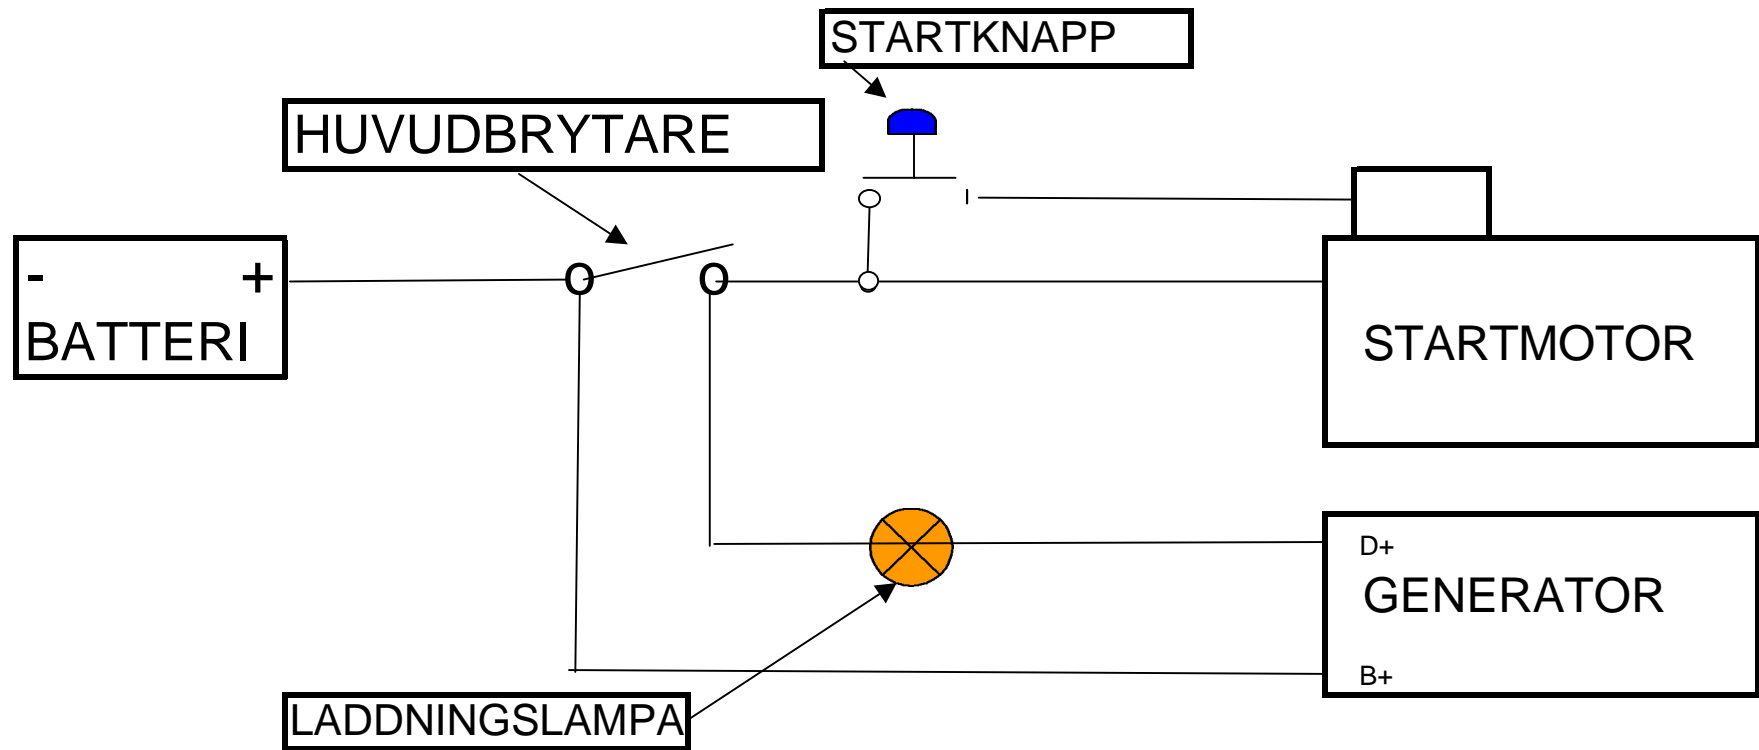 STARTKNAPP
HUVUDBRYTARE
- +
BATTERI
STARTMOTOR
D+
GENERATOR
B+
LADDNINGSLAMPA